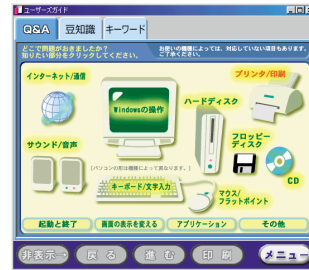 ユーザーズガイド
Q&A 豆知識 キーワード
どこで問題がおきましたか？
知りたい部分をクリックしてください。
お使いの機種によっては、対応していない項目もあります。
ご了承ください。
インターネット/通信
プリンタ/印刷
Windowsの操作
ハードディスク
サウンド/音声
フロッピー
ディスク
[パソコンの形は機種によって異なります。]
CD
キーボード/文字入力
マウス/
フラットポイント
起動と終了 画面の表示を変える アプリケーション その他
非表示→ 戻る 進む 印刷 メニュー